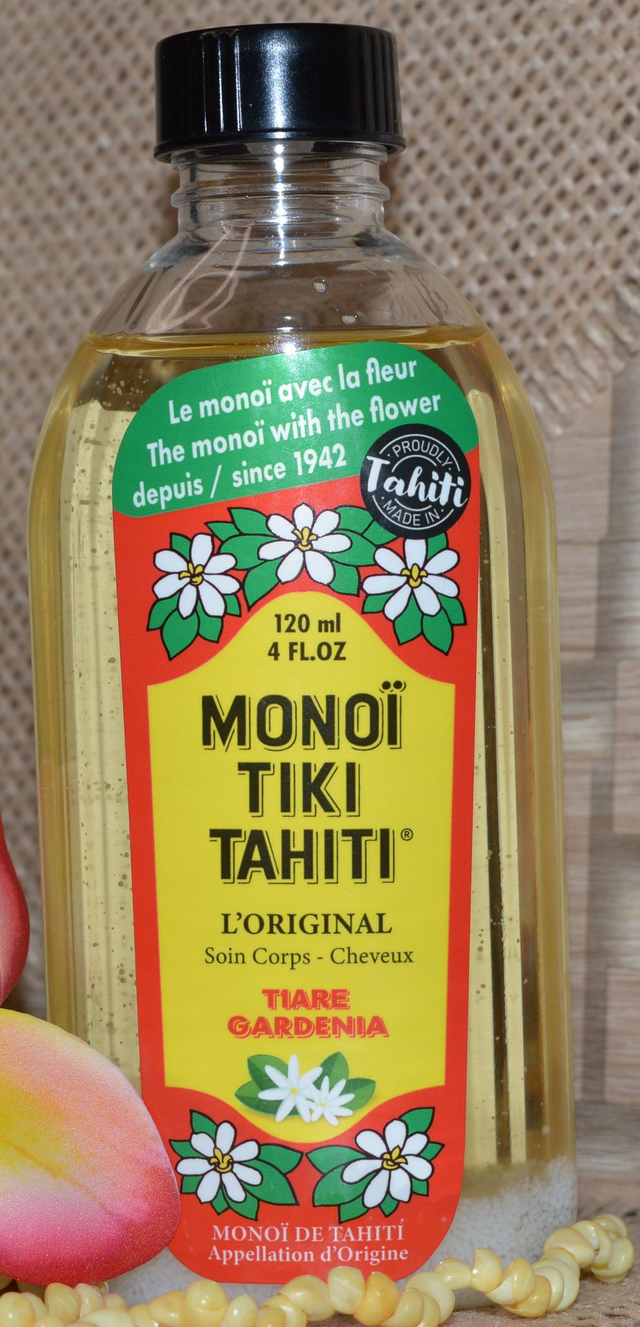 Le monoï avec la fleur
The monoï with the flower
depuis / since 1942
PROUDLY
Tahiti
MADE IN
120 ml
4 FL.OZ
MONOÏ
TIKI
TAHITI®
L'ORIGINAL
Soin Corps - Cheveux
TIARE
GARDENIA
MONOÏ DE TAHITI
Appellation d'Origine